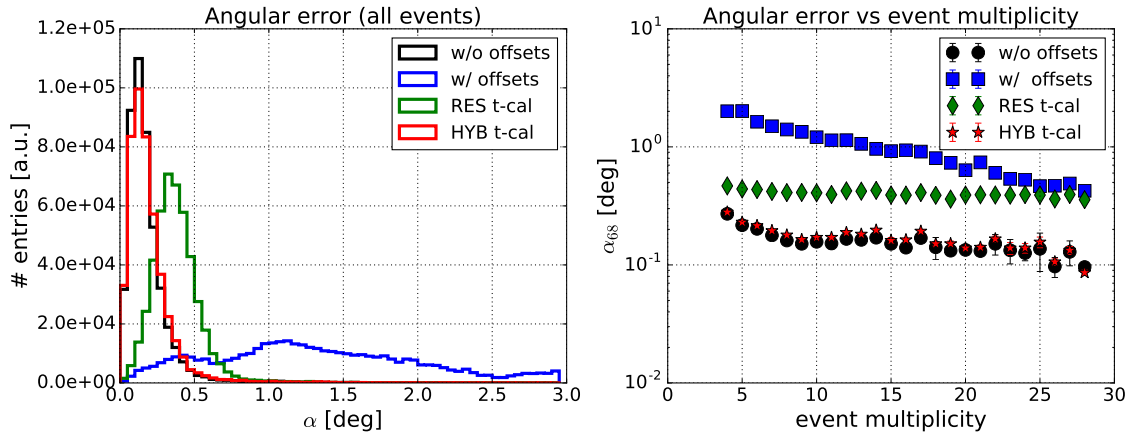 Angular error (all events)
1.2e+05
1.0e+05
8.0e+04
6.0e+04
4.0e+04
2.0e+04
0.0e+00
# entries [a.u.]
w/o offsets
w/ offsets
RES t-cal
HYB t-cal
0.0 0.5 1.0 1.5 2.0 2.5 3.0
α [deg]
Angular error vs event multiplicity
10^1
10^0
10^-1
10^-2
α_68 [deg]
w/o offsets
w/ offsets
RES t-cal
HYB t-cal
5 10 15 20 25 30
event multiplicity